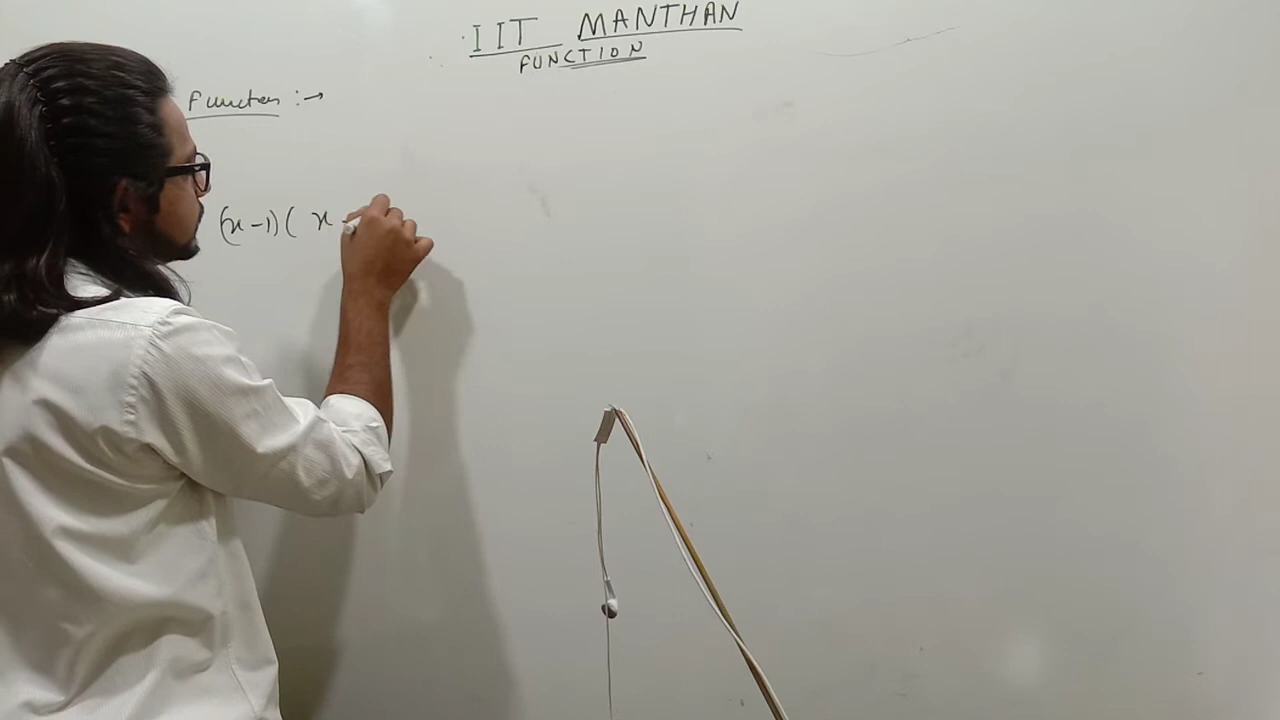 IIT MANTHAN
FUNCTION
Function :→
(x-1)( x -